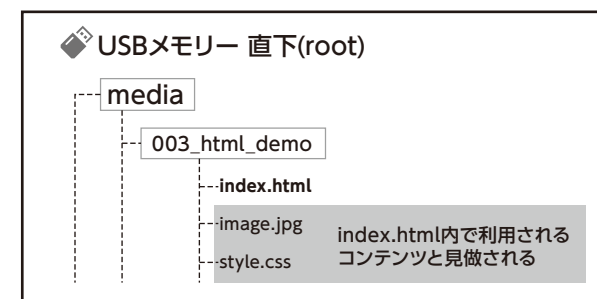 USBメモリー 直下(root)
media
003_html_demo
index.html
image.jpg
style.css
index.html内で利用される
コンテンツと見做される